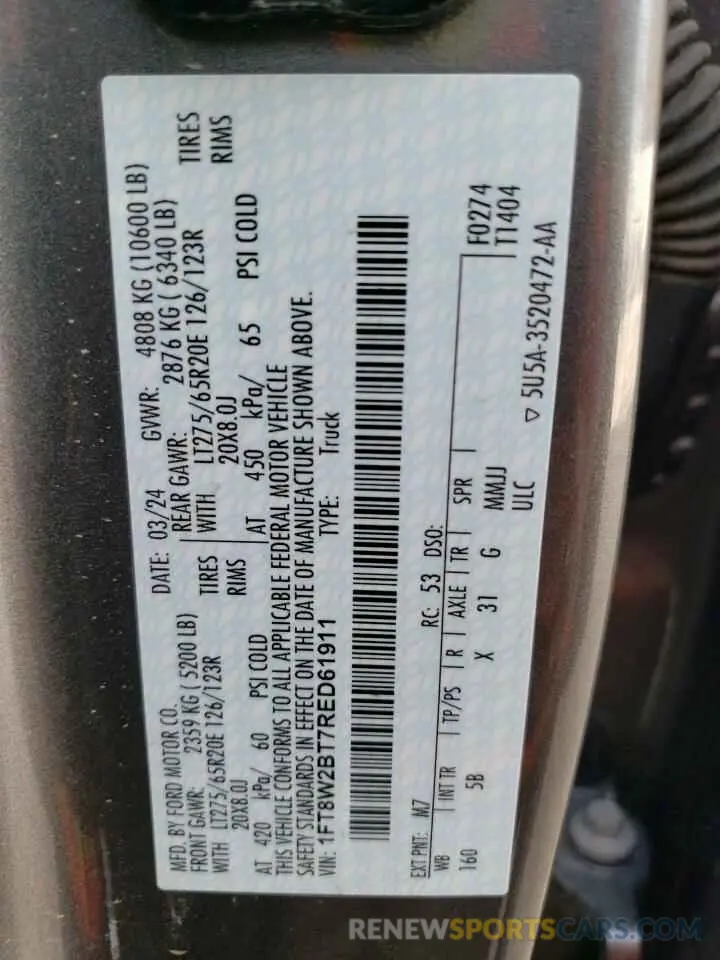 MFD. BY FORD MOTOR CO.
DATE: 03/24 GVWR: 4808 KG (10600 LB)
FRONT GAWR: 2359 KG ( 5200 LB) REAR GAWR: 2876 KG ( 6340 LB)
WITH LT275/65R20E 126/123R TIRES WITH LT275/65R20E 126/123R TIRES
20X8.0J RIMS 20X8.0J RIMS
AT 420 kPa/ 60 PSI COLD AT 450 kPa/ 65 PSI COLD
THIS VEHICLE CONFORMS TO ALL APPLICABLE FEDERAL MOTOR VEHICLE
SAFETY STANDARDS IN EFFECT ON THE DATE OF MANUFACTURE SHOWN ABOVE.
VIN: 1FT8W2BT7RED61911 TYPE: Truck
EXT PNT: M7 RC: 53 DSO:
WB INT TR TP/PS R AXLE TR SPR F0274
T1404
160 5B X 31 G MMJJ
ULC ▽ 5U5A-3520472-AA
RENEWSPORTSCARS.COM